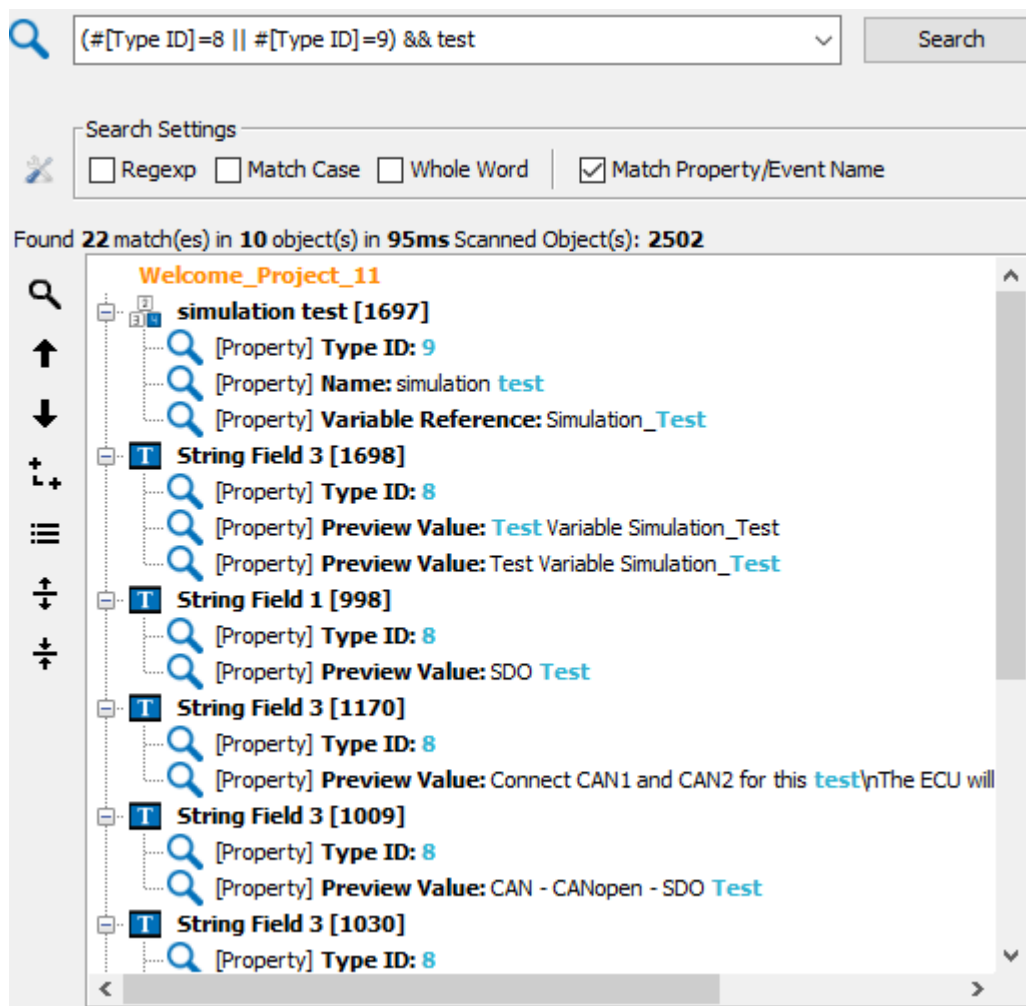 (#[Type ID]=8 || #[Type ID]=9) && test
Search
Search Settings
Regexp Match Case Whole Word Match Property/Event Name
Found 22 match(es) in 10 object(s) in 95ms Scanned Object(s): 2502
Welcome_Project_11
simulation test [1697]
[Property] Type ID: 9
[Property] Name: simulation test
[Property] Variable Reference: Simulation_Test
T String Field 3 [1698]
[Property] Type ID: 8
[Property] Preview Value: Test Variable Simulation_Test
[Property] Preview Value: Test Variable Simulation_Test
T String Field 1 [998]
[Property] Type ID: 8
[Property] Preview Value: SDO Test
T String Field 3 [1170]
[Property] Type ID: 8
[Property] Preview Value: Connect CAN1 and CAN2 for this test\nThe ECU will
T String Field 3 [1009]
[Property] Type ID: 8
[Property] Preview Value: CAN - CANopen - SDO Test
T String Field 3 [1030]
[Property] Type ID: 8